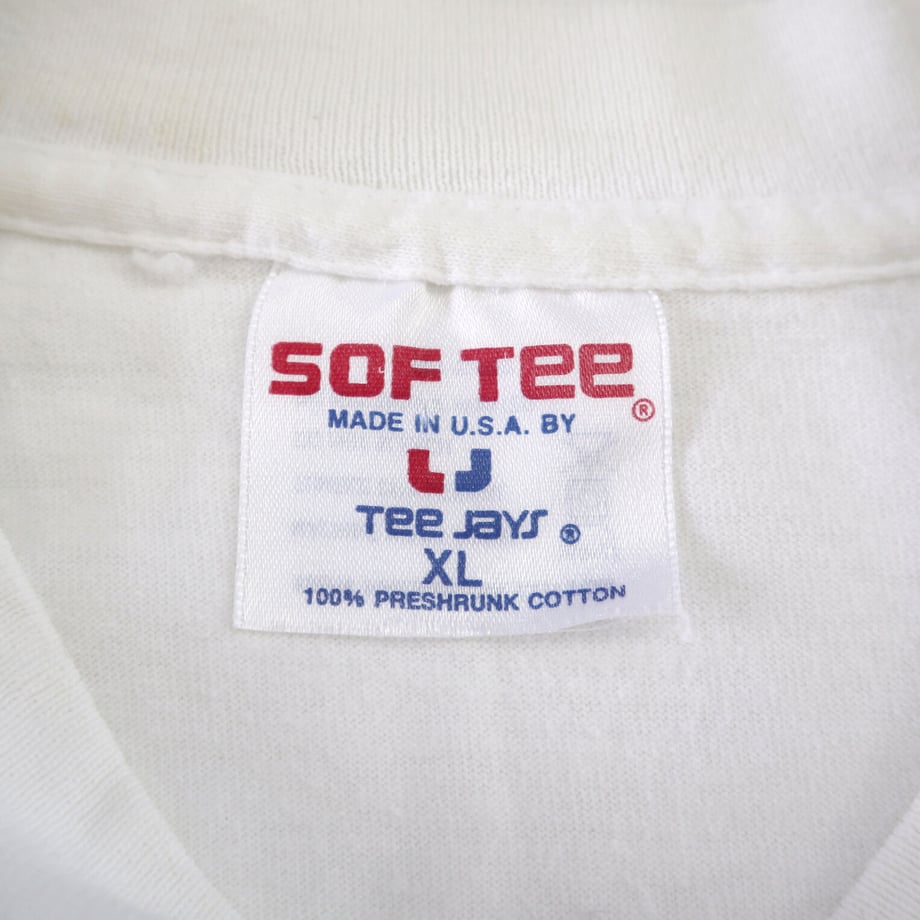 SOF TEE ®
MADE IN U.S.A. BY
TEE JAYS ®
XL
100% PRESHRUNK COTTON